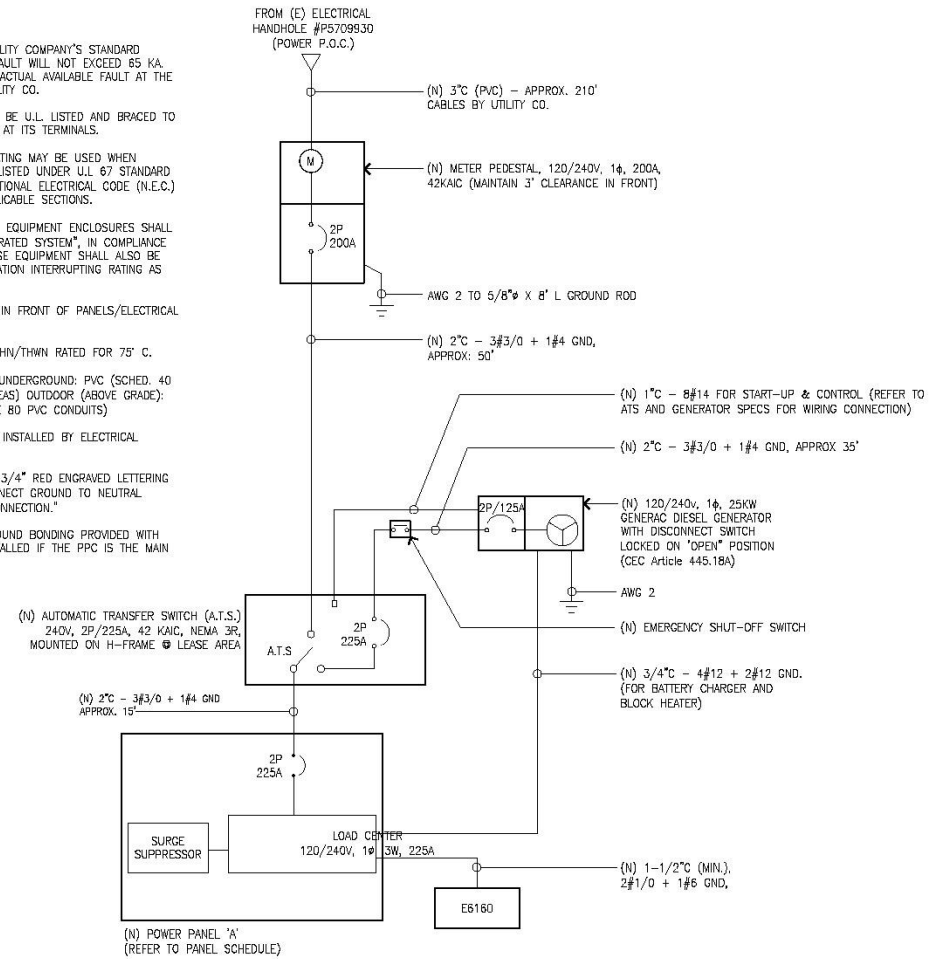 LITY COMPANY'S STANDARD
AULT WILL NOT EXCEED 65 KA.
ACTUAL AVAILABLE FAULT AT THE
LITY CO.
BE U.L. LISTED AND BRACED TO
AT ITS TERMINALS.
TING MAY BE USED WHEN
LISTED UNDER U.L 67 STANDARD
TIONAL ELECTRICAL CODE (N.E.C.)
LICABLE SECTIONS.
EQUIPMENT ENCLOSURES SHALL
RATED SYSTEM", IN COMPLIANCE
SE EQUIPMENT SHALL ALSO BE
ATION INTERRUPTING RATING AS
IN FRONT OF PANELS/ELECTRICAL
HN/THWN RATED FOR 75° C.
UNDERGROUND: PVC (SCHED. 40
EAS) OUTDOOR (ABOVE GRADE):
E 80 PVC CONDUITS)
INSTALLED BY ELECTRICAL
3/4" RED ENGRAVED LETTERING
NECT GROUND TO NEUTRAL
ONNECTION."
OUND BONDING PROVIDED WITH
ALLED IF THE PPC IS THE MAIN
FROM (E) ELECTRICAL
HANDHOLE #P5709930
(POWER P.O.C.)
(N) 3"C (PVC) - APPROX. 210'
CABLES BY UTILITY CO.
M
(N) METER PEDESTAL, 120/240V, 1ϕ, 200A,
42KAIC (MAINTAIN 3' CLEARANCE IN FRONT)
2P
200A
AWG 2 TO 5/8"ø X 8' L GROUND ROD
(N) 2"C - 3#3/0 + 1#4 GND,
APPROX: 50'
(N) 1"C - 8#14 FOR START-UP & CONTROL (REFER TO
ATS AND GENERATOR SPECS FOR WIRING CONNECTION)
(N) 2"C - 3#3/0 + 1#4 GND, APPROX 35'
2P/125A
(N) 120/240v, 1ϕ, 25KW
GENERAC DIESEL GENERATOR
WITH DISCONNECT SWITCH
LOCKED ON "OPEN" POSITION
(CEC Article 445.18A)
AWG 2
(N) EMERGENCY SHUT-OFF SWITCH
(N) AUTOMATIC TRANSFER SWITCH (A.T.S.)
240V, 2P/225A, 42 KAIC, NEMA 3R,
MOUNTED ON H-FRAME @ LEASE AREA
A.T.S
2P
225A
(N) 3/4"C - 4#12 + 2#12 GND.
(FOR BATTERY CHARGER AND
BLOCK HEATER)
(N) 2"C - 3#3/0 + 1#4 GND
APPROX. 15'
2P
225A
SURGE
SUPPRESSOR
LOAD CENTER
120/240V, 1ø 3W, 225A
(N) 1-1/2"C (MIN.),
2#1/0 + 1#6 GND,
E6160
(N) POWER PANEL 'A'
(REFER TO PANEL SCHEDULE)